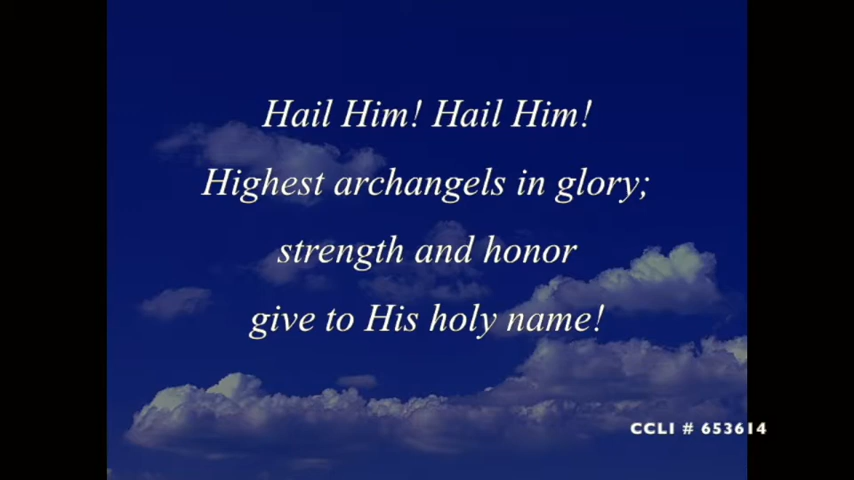 Hail Him! Hail Him!
Highest archangels in glory;
strength and honor
give to His holy name!
CCLI # 653614